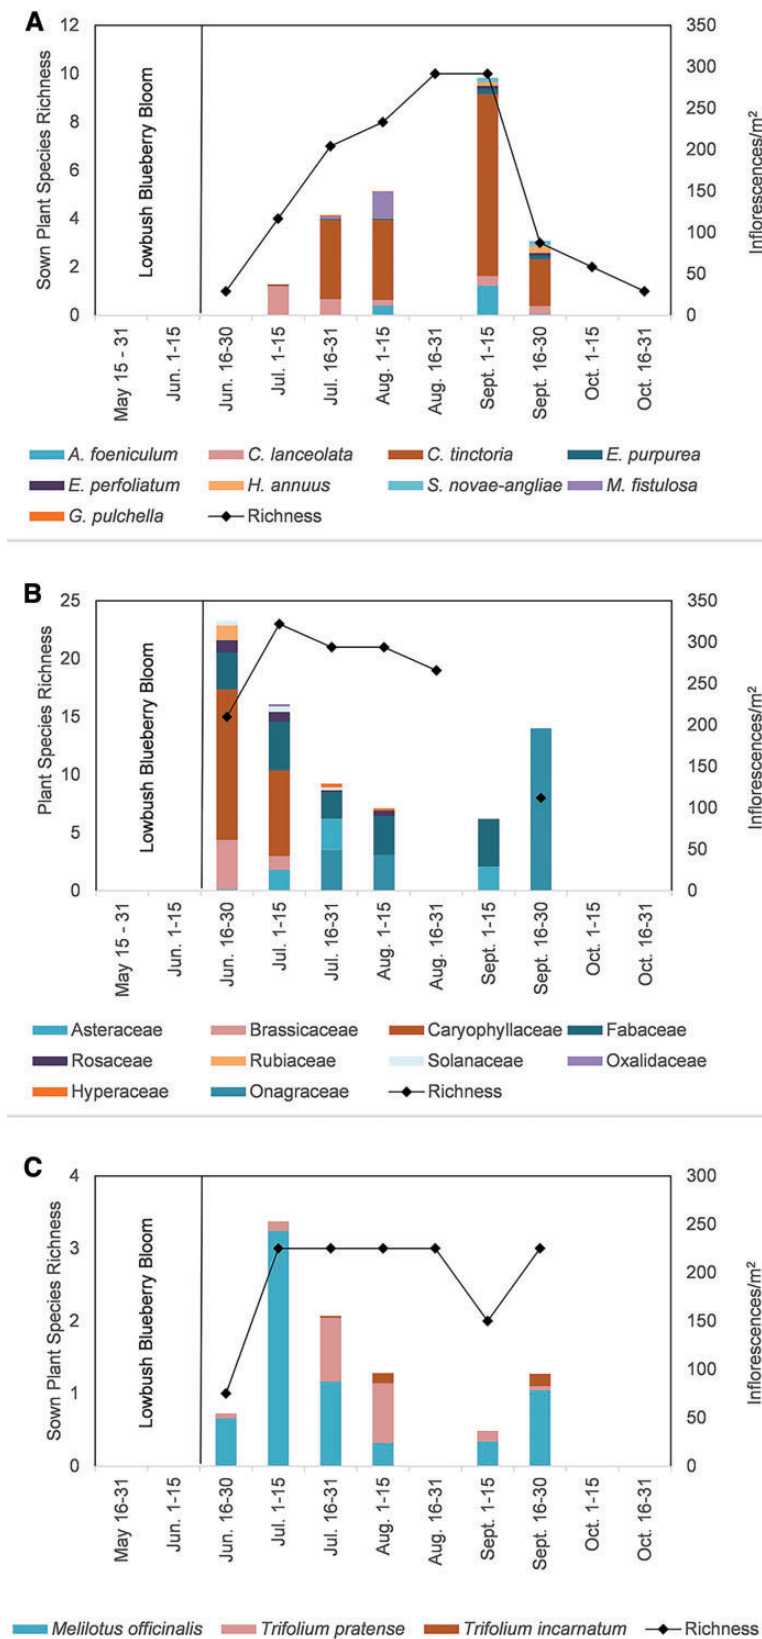 A
12
10
8
6
4
2
0
350
300
250
200
150
100
50
0
Sown Plant Species Richness
Lowbush Blueberry Bloom
Inflorescences/m²
May 15 - 31
Jun. 1-15
Jun. 16-30
Jul. 1-15
Jul. 16-31
Aug. 1-15
Aug. 16-31
Sept. 1-15
Sept. 16-30
Oct. 1-15
Oct. 16-31
A. foeniculum C. lanceolata C. tinctoria E. purpurea
E. perfoliatum H. annuus S. novae-angliae M. fistulosa
G. pulchella Richness
B
25
20
15
10
5
0
350
300
250
200
150
100
50
0
Plant Species Richness
Lowbush Blueberry Bloom
Inflorescences/m²
May 15 - 31
Jun. 1-15
Jun. 16-30
Jul. 1-15
Jul. 16-31
Aug. 1-15
Aug. 16-31
Sept. 1-15
Sept. 16-30
Oct. 1-15
Oct. 16-31
Asteraceae Brassicaceae Caryophyllaceae Fabaceae
Rosaceae Rubiaceae Solanaceae Oxalidaceae
Hyperaceae Onagraceae Richness
C
4
3
2
1
0
300
250
200
150
100
50
0
Sown Plant Species Richness
Lowbush Blueberry Bloom
Inflorescences/m²
May 16-31
Jun. 1-15
Jun. 16-30
Jul. 1-15
Jul. 16-31
Aug. 1-15
Aug. 16-31
Sept. 1-15
Sept. 16-30
Oct. 1-15
Oct. 16-31
Melilotus officinalis Trifolium pratense Trifolium incarnatum Richness